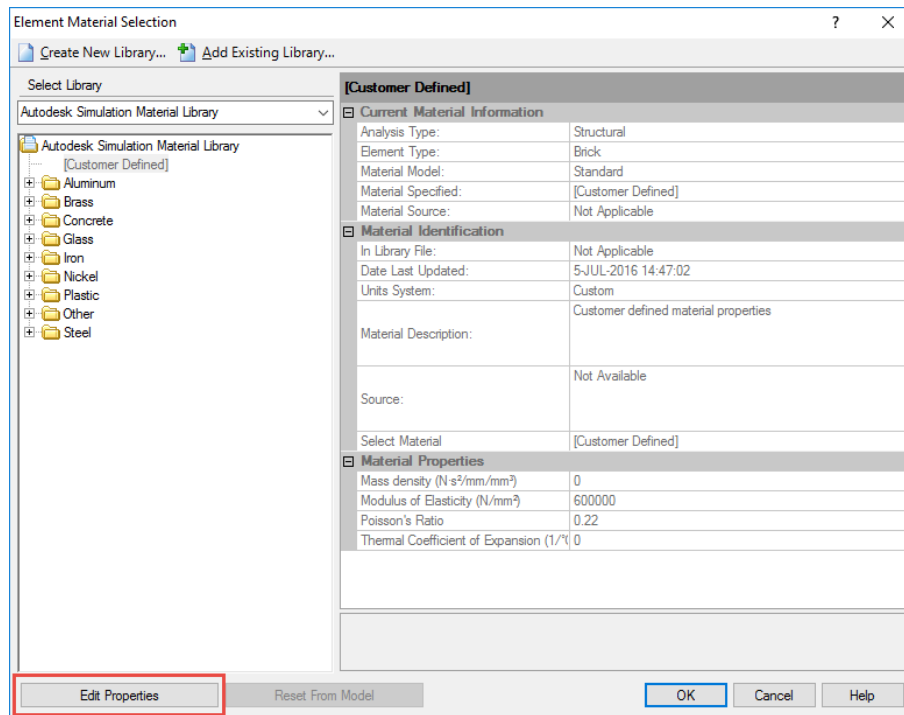 Element Material Selection
? ×
Create New Library... Add Existing Library...
Select Library
Autodesk Simulation Material Library
Autodesk Simulation Material Library
[Customer Defined]
Aluminum
Brass
Concrete
Glass
Iron
Nickel
Plastic
Other
Steel
[Customer Defined]
Current Material Information
Analysis Type: Structural
Element Type: Brick
Material Model: Standard
Material Specified: [Customer Defined]
Material Source: Not Applicable
Material Identification
In Library File: Not Applicable
Date Last Updated: 5-JUL-2016 14:47:02
Units System: Custom
Material Description: Customer defined material properties
Source: Not Available
Select Material [Customer Defined]
Material Properties
Mass density (N·s²/mm/mm³) 0
Modulus of Elasticity (N/mm²) 600000
Poisson's Ratio 0.22
Thermal Coefficient of Expansion (1/°( 0
Edit Properties Reset From Model OK Cancel Help